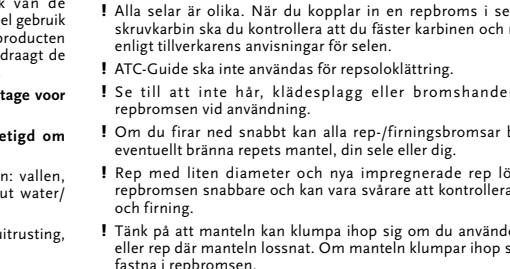 k van de
el gebruik
producten
draagt de
tage voor
etigd om
n: vallen,
ut water/
uitrusting,
! Alla selar är olika. När du kopplar in en repbroms i se
skruvkarbin ska du kontrollera att du fäster karbinen och
enligt tillverkarens anvisningar för selen.
! ATC-Guide ska inte användas för repsoloklättring.
! Se till att inte hår, klädesplagg eller bromshanden
repbromsen vid användning.
! Om du firar ned snabbt kan alla rep-/firningsbromsar b
eventuellt bränna repets mantel, din sele eller dig.
! Rep med liten diameter och nya impregnerade rep lö
repbromsen snabbare och kan vara svårare att kontrollera
och firning.
! Tänk på att manteln kan klumpa ihop sig om du använde
eller rep där manteln lossnat. Om manteln klumpar ihop s
fastna i repbromsen.